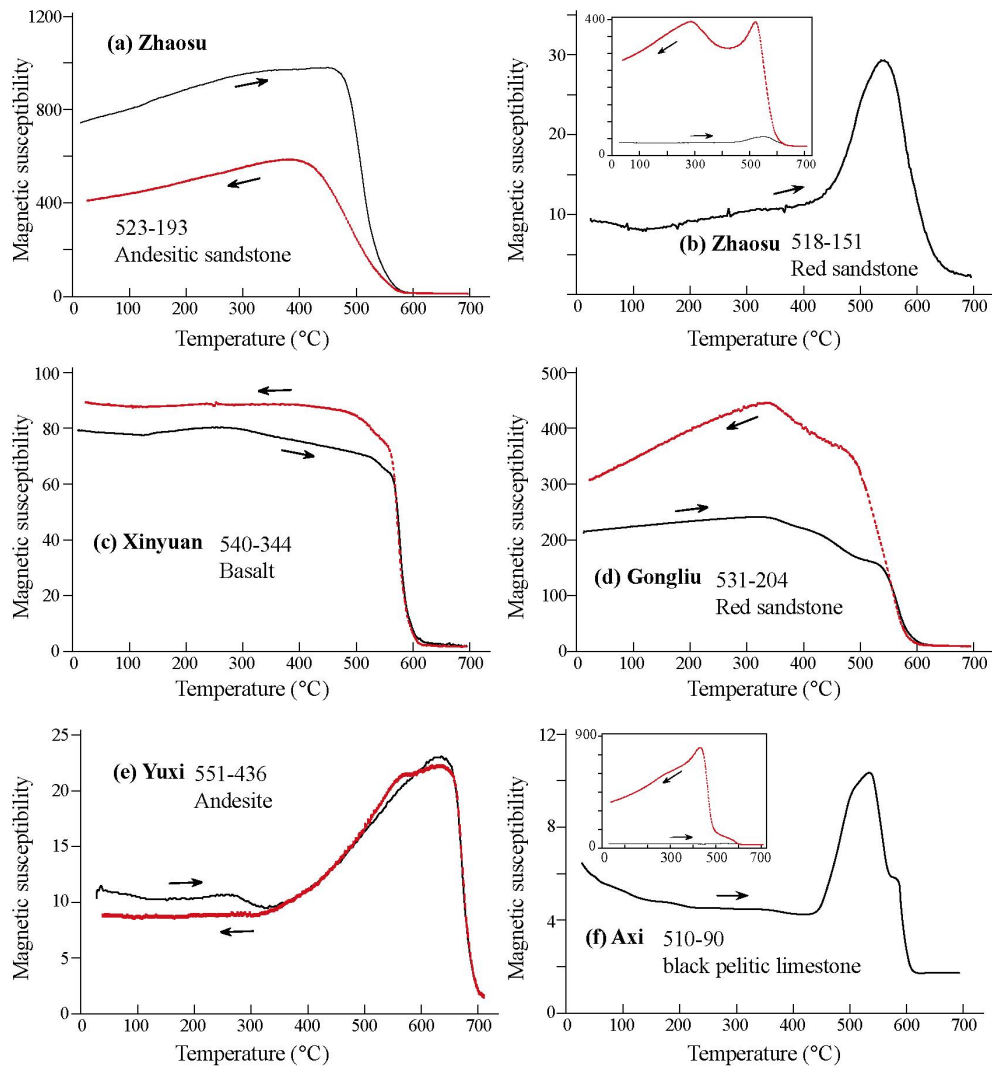 (a) Zhaosu
Magnetic susceptibility
1200
800
400
0
523-193
Andesitic sandstone
0 100 200 300 400 500 600 700
Temperature (°C)
Magnetic susceptibility
30
20
10
400
0
0 100 300 500 700
(b) Zhaosu 518-151
Red sandstone
0 100 200 300 400 500 600 700
Temperature (°C)
Magnetic susceptibility
100
80
60
40
20
0
(c) Xinyuan 540-344
Basalt
0 100 200 300 400 500 600 700
Temperature (°C)
Magnetic susceptibility
500
400
300
200
100
0
(d) Gongliu 531-204
Red sandstone
0 100 200 300 400 500 600 700
Temperature (°C)
Magnetic susceptibility
25
20
15
10
5
0
(e) Yuxi 551-436
Andesite
0 100 200 300 400 500 600 700
Temperature (°C)
Magnetic susceptibility
12
10
8
6
4
2
0
900
0
0 100 300 500 700
(f) Axi 510-90
black pelitic limestone
0 100 200 300 400 500 600 700
Temperature (°C)